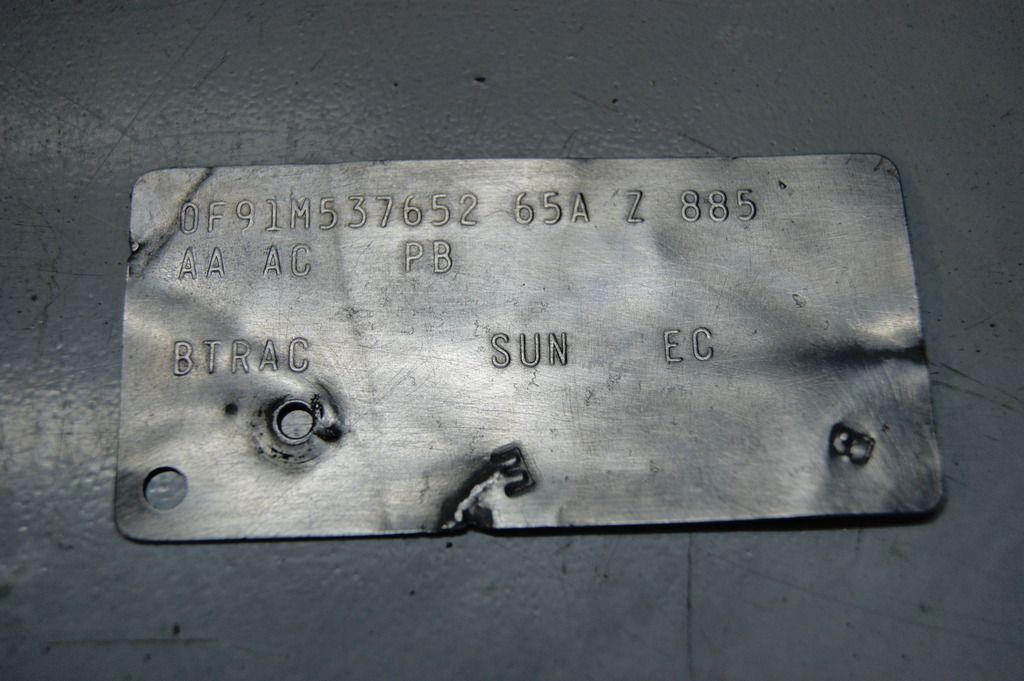 0F91M537652 65A Z 885
AA AC PB
BTRAC SUN EC
B
E